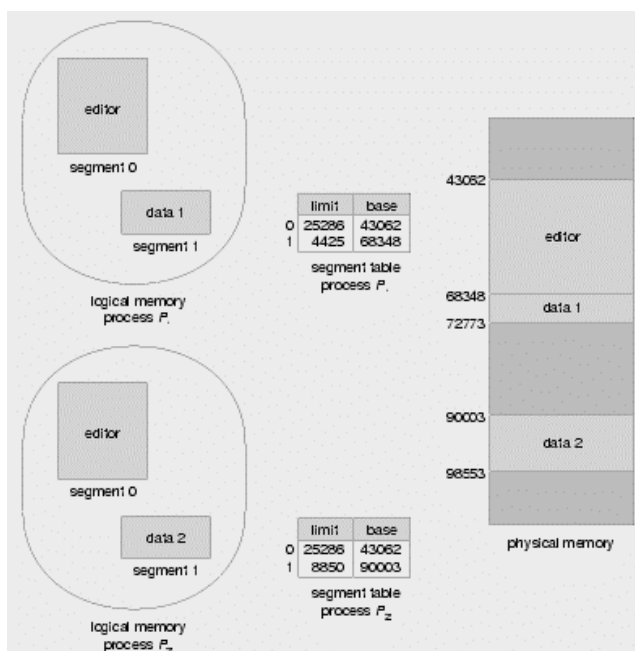 editor
segment 0
data 1
segment 1
logical memory
process P
limit base
0 25286 43062
1 4425 68348
segment table
process P
editor
segment 0
data 2
segment 1
logical memory
process P
limit base
0 25286 43062
1 8850 90003
segment table
process P2
43062
editor
68348
data 1
72773
90003
data 2
98553
physical memory